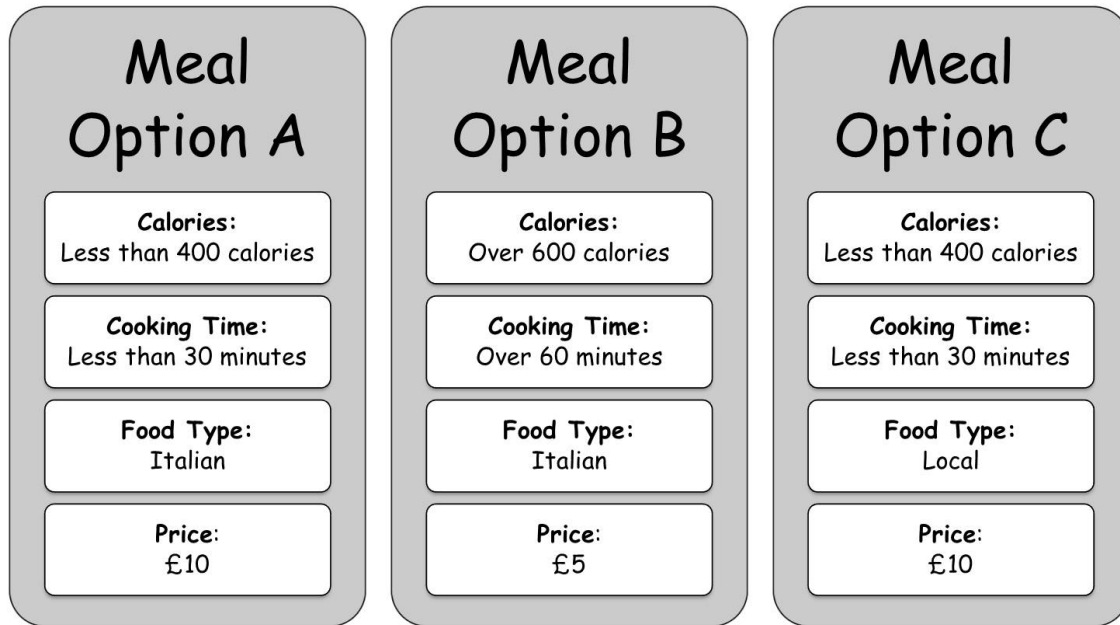 Meal
Option A
Calories:
Less than 400 calories
Cooking Time:
Less than 30 minutes
Food Type:
Italian
Price:
£10
Meal
Option B
Calories:
Over 600 calories
Cooking Time:
Over 60 minutes
Food Type:
Italian
Price:
£5
Meal
Option C
Calories:
Less than 400 calories
Cooking Time:
Less than 30 minutes
Food Type:
Local
Price:
£10